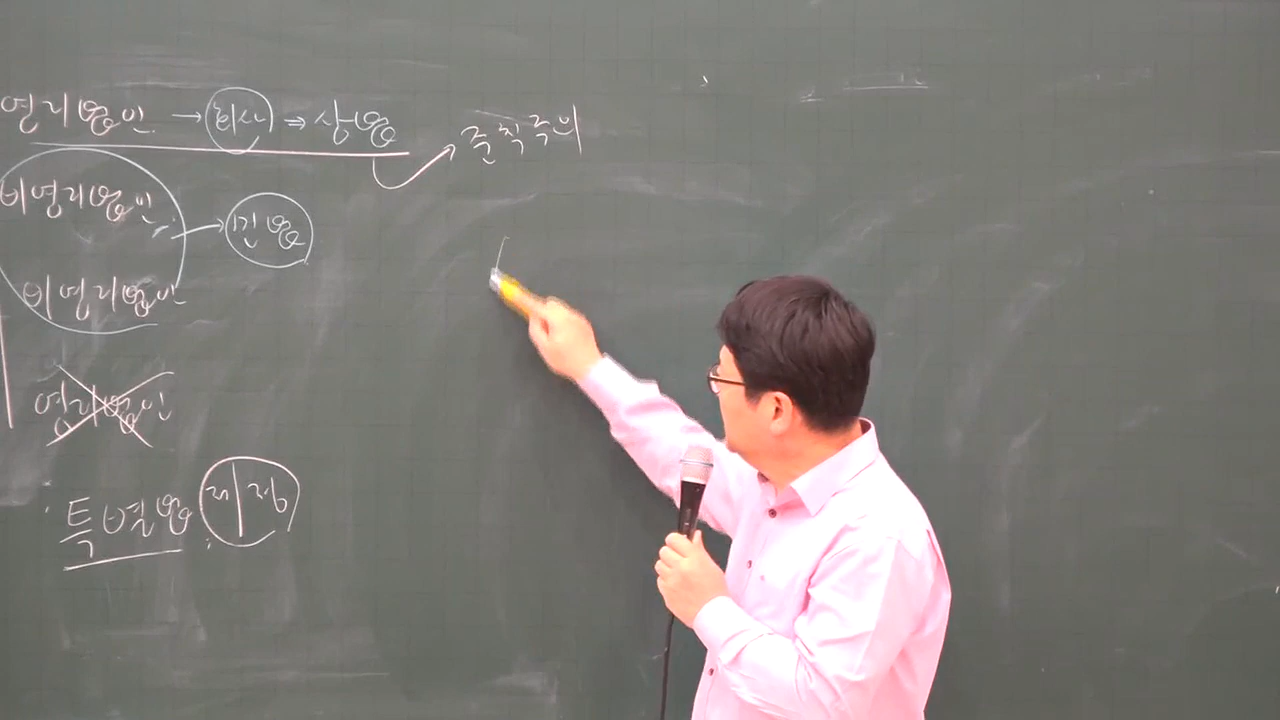 영리법인 → 회사 ⇒ 상법 → 준칙주의
비영리법인 → 민법
비영리법인
영리법인
특별법 제정